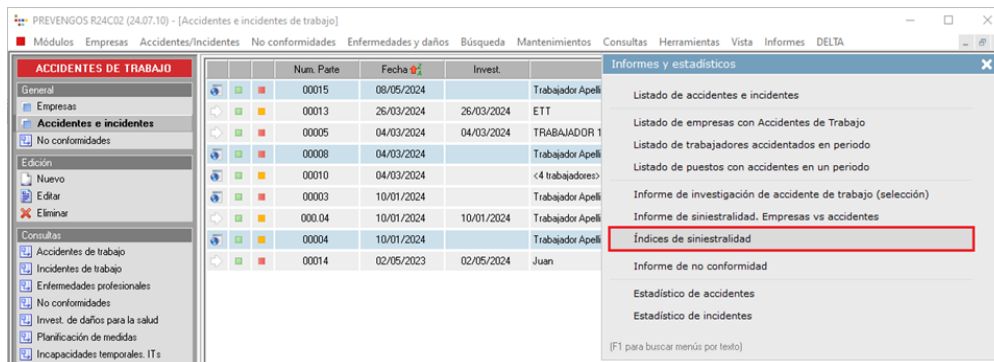 PREVENGOS R24C02 (24.07.10) - [Accidentes e incidentes de trabajo]
Módulos Empresas Accidentes/Incidentes No conformidades Enfermedades y daños Búsqueda Mantenimientos Consultas Herramientas Vista Informes DELTA
ACCIDENTES DE TRABAJO
General
Empresas
Accidentes e incidentes
No conformidades
Edición
Nuevo
Editar
Eliminar
Consultas
Accidentes de trabajo
Incidentes de trabajo
Enfermedades profesionales
No conformidades
Invest. de daños para la salud
Planificación de medidas
Incapacidades temporales. ITs
Num. Parte Fecha Invest.
00015 08/05/2024 Trabajador Apelli
00013 26/03/2024 26/03/2024 ETT
00005 04/03/2024 04/03/2024 TRABAJADOR 1
00008 04/03/2024 Trabajador Apelli
00010 04/03/2024 <4 trabajadores>
00003 10/01/2024 Trabajador Apelli
000.04 10/01/2024 10/01/2024 Trabajador Apelli
00004 10/01/2024 Trabajador Apelli
00014 02/05/2023 02/05/2023 Juan
Informes y estadísticos
Listado de accidentes e incidentes
Listado de empresas con Accidentes de Trabajo
Listado de trabajadores accidentados en periodo
Listado de puestos con accidentes en un periodo
Informe de investigación de accidente de trabajo (selección)
Informe de siniestralidad. Empresas vs accidentes
Índices de siniestralidad
Informe de no conformidad
Estadístico de accidentes
Estadístico de incidentes
(F1 para buscar menús por texto)